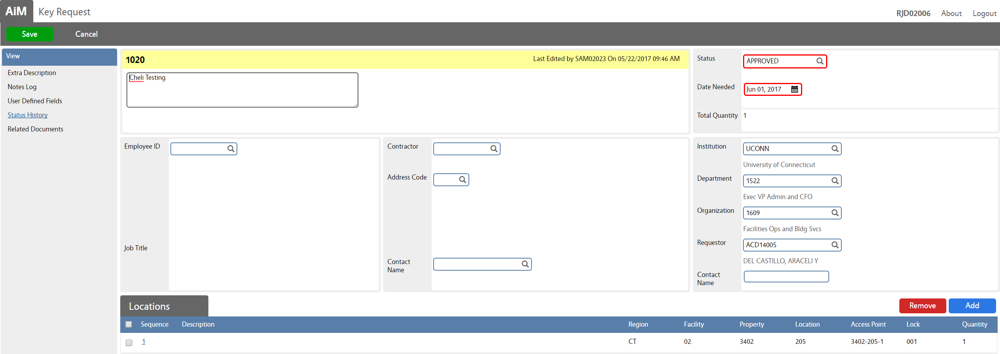 AiM Key Request RJD02006 About Logout
Save Cancel
View
Extra Description
Notes Log
User Defined Fields
Status History
Related Documents
1020 Last Edited by SAM02023 On 05/22/2017 09:46 AM
Cheli Testing
Status APPROVED
Date Needed Jun 01, 2017
Total Quantity 1
Employee ID
Job Title
Contractor
Address Code
Contact
Name
Institution UCONN
University of Connecticut
Department 1522
Exec VP Admin and CFO
Organization 1609
Facilities Ops and Bldg Svcs
Requestor ACD14005
DEL CASTILLO, ARACELI Y
Contact
Name
Locations Remove Add
Sequence Description Region Facility Property Location Access Point Lock Quantity
1 CT 02 3402 205 3402-205-1 001 1